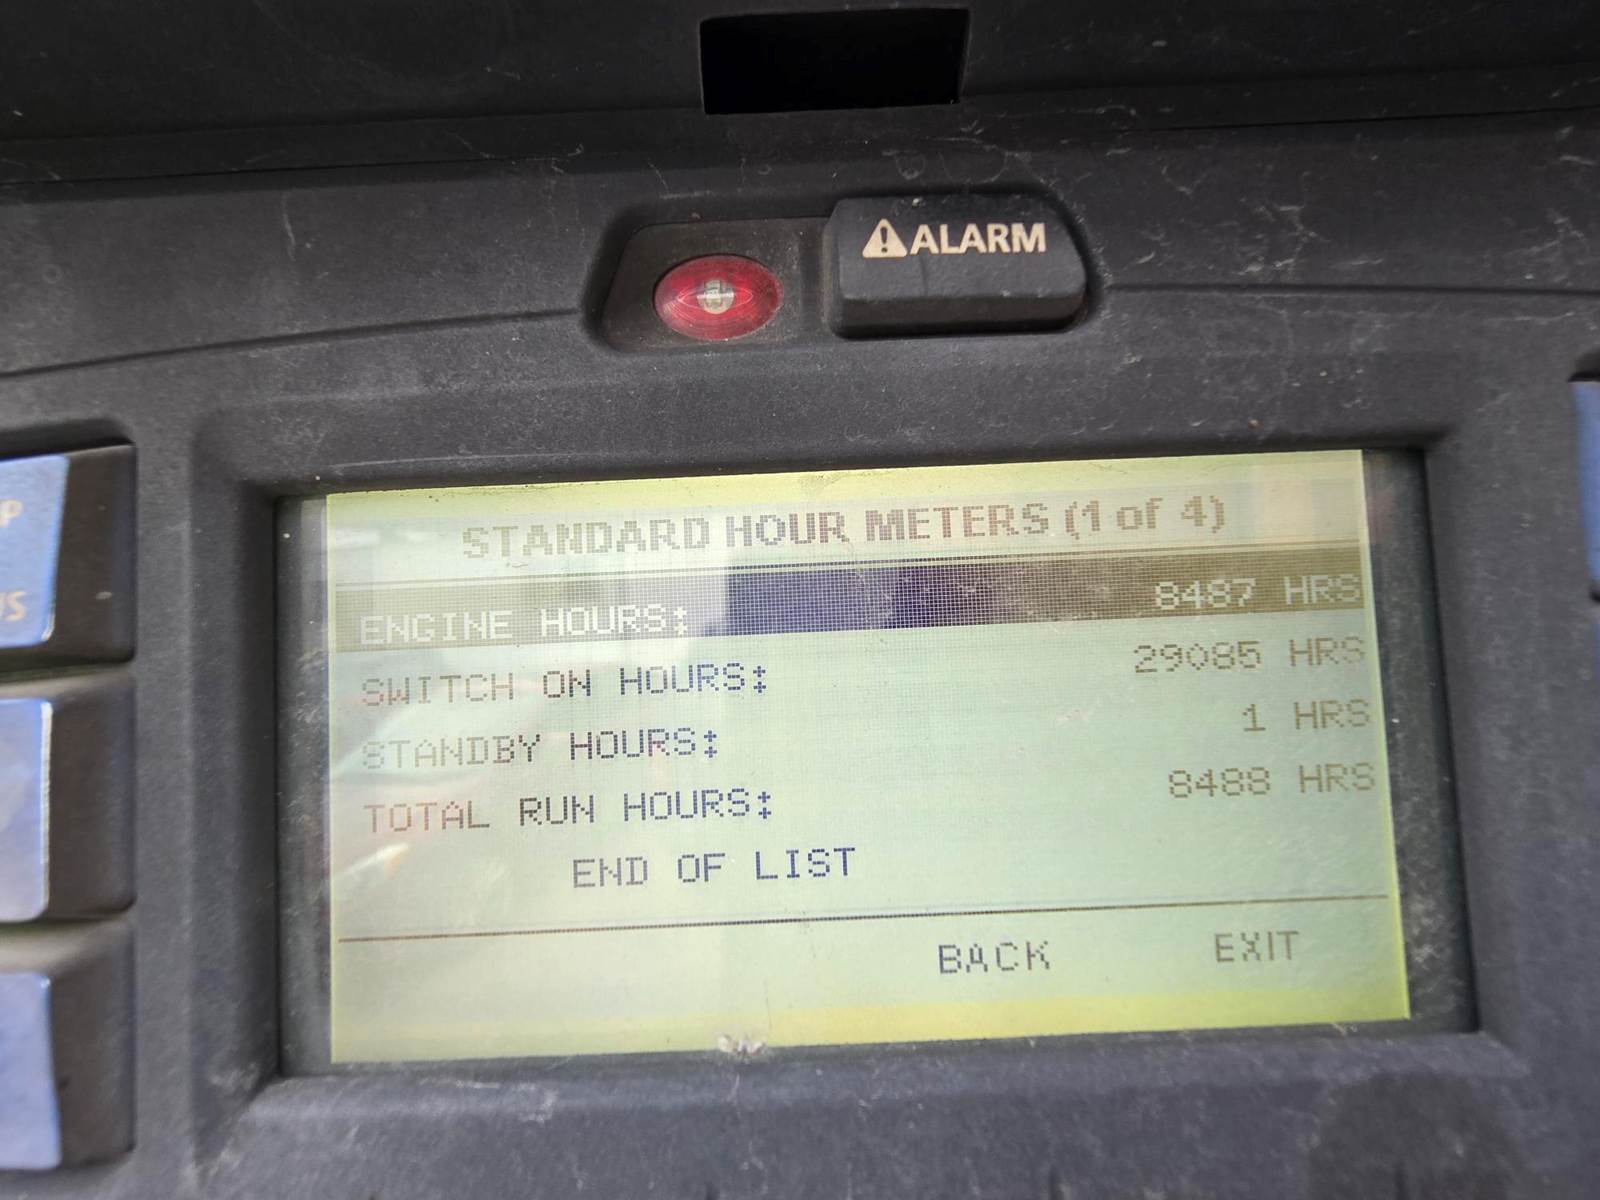 ALARM
STANDARD HOUR METERS (1 of 4)
ENGINE HOURS: 8487 HRS
SWITCH ON HOURS: 29085 HRS
STANDBY HOURS: 1 HRS
TOTAL RUN HOURS: 8488 HRS
END OF LIST
BACK EXIT